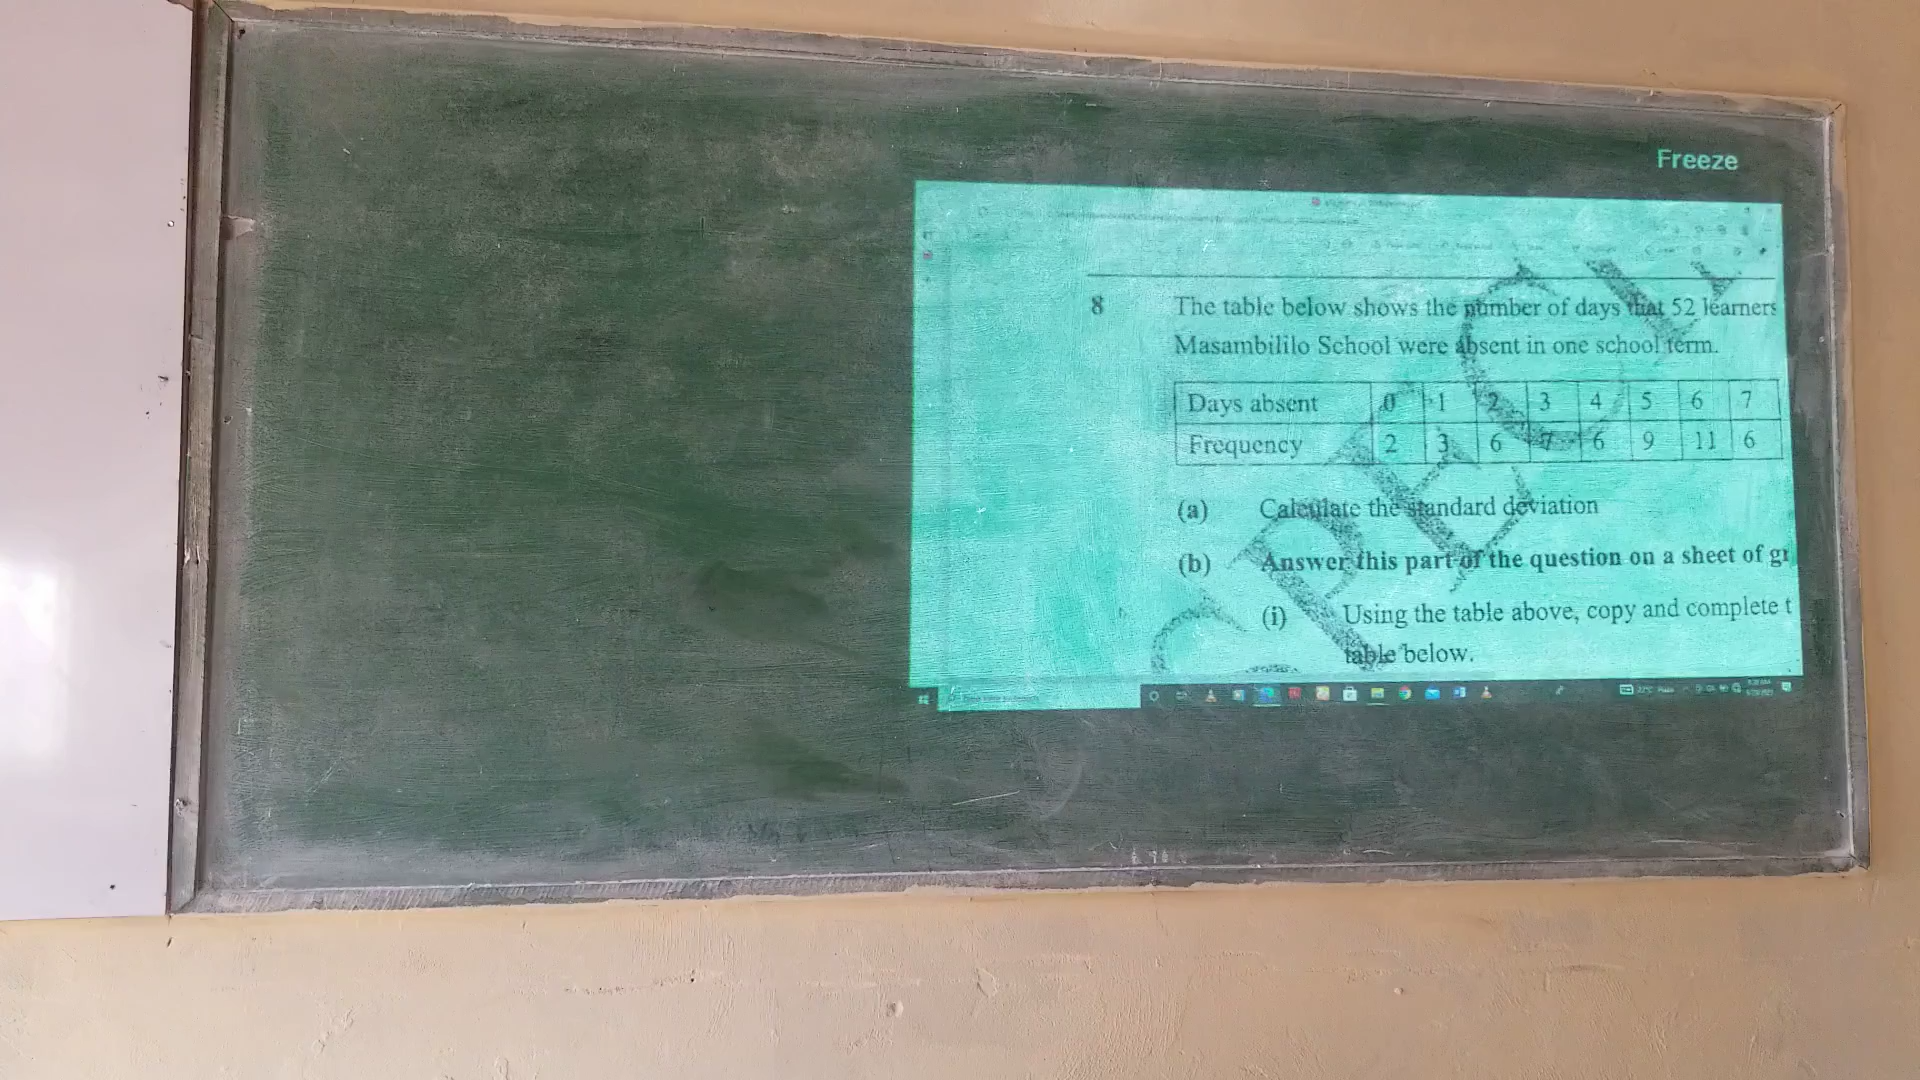 Freeze
8 The table below shows the number of days that 52 learners
Masambililo School were absent in one school term.
Days absent 0 1 2 3 4 5 6 7
Frequency 2 3 6 7 6 9 11 6
(a) Calculate the standard deviation
(b) Answer this part of the question on a sheet of gr
(i) Using the table above, copy and complete t
table below.